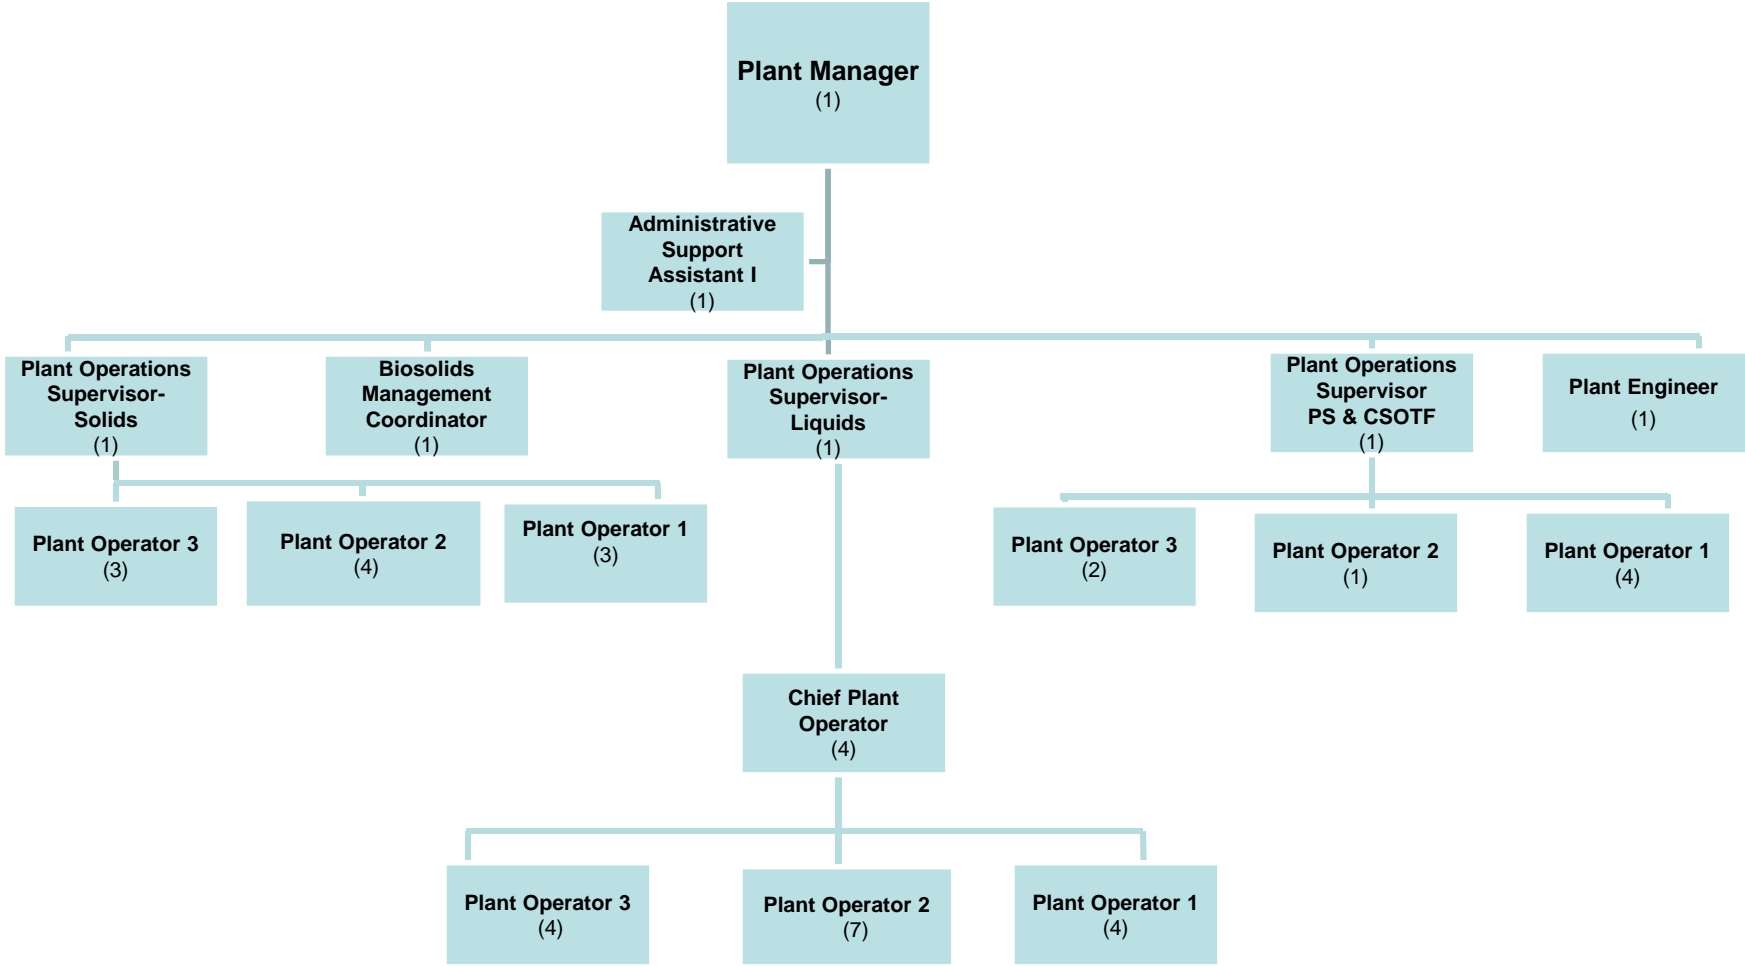 Plant Manager
(1)
Administrative
Support
Assistant I
(1)
Plant Operations
Supervisor-
Solids
(1)
Biosolids
Management
Coordinator
(1)
Plant Operations
Supervisor-
Liquids
(1)
Plant Operations
Supervisor
PS & CSOTF
(1)
Plant Engineer
(1)
Plant Operator 3
(3)
Plant Operator 2
(4)
Plant Operator 1
(3)
Plant Operator 3
(2)
Plant Operator 2
(1)
Plant Operator 1
(4)
Chief Plant
Operator
(4)
Plant Operator 3
(4)
Plant Operator 2
(7)
Plant Operator 1
(4)